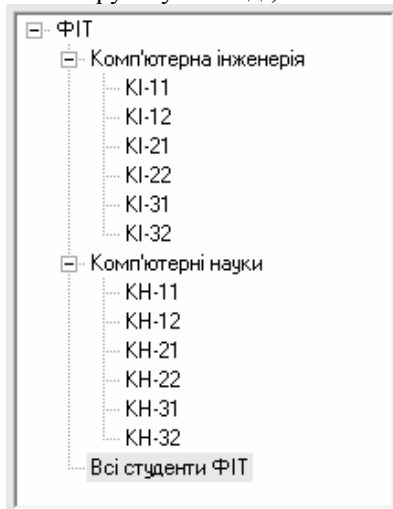 ФІТ
Комп'ютерна інженерія
КІ-11
КІ-12
КІ-21
КІ-22
КІ-31
КІ-32
Комп'ютерні науки
КН-11
КН-12
КН-21
КН-22
КН-31
КН-32
Всі студенти ФІТ